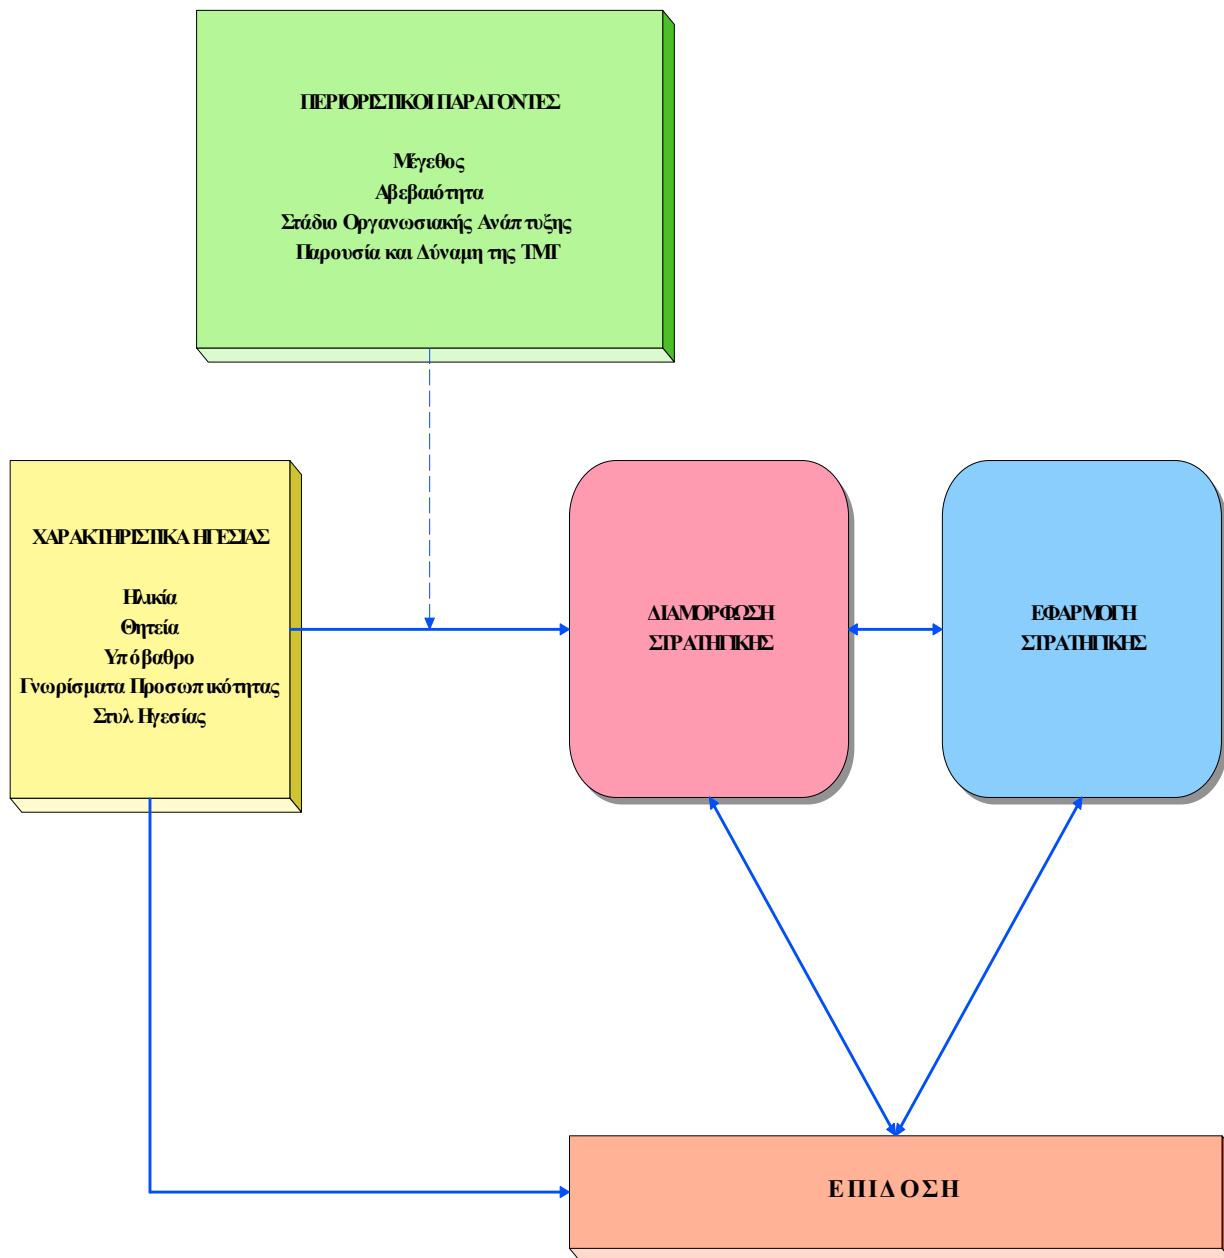 ΠΕΡΙΟΡΙΣΤΙΚΟΙ ΠΑΡΑΓΟΝΤΕΣ
Μέγεθος
Αβεβαιότητα
Στάδιο Οργανωσιακής Ανάπτυξης
Παρουσία και Δύναμη της ΤΜΤ
ΧΑΡΑΚΤΗΡΙΣΤΙΚΑ ΗΓΕΣΙΑΣ
Ηλικία
Θητεία
Υπόβαθρο
Γνωρίσματα Προσωπικότητας
Στυλ Ηγεσίας
ΔΙΑΜΟΡΦΩΣΗ
ΣΤΡΑΤΗΓΙΚΗΣ
ΕΦΑΡΜΟΓΗ
ΣΤΡΑΤΗΓΙΚΗΣ
ΕΠΙΔΟΣΗ